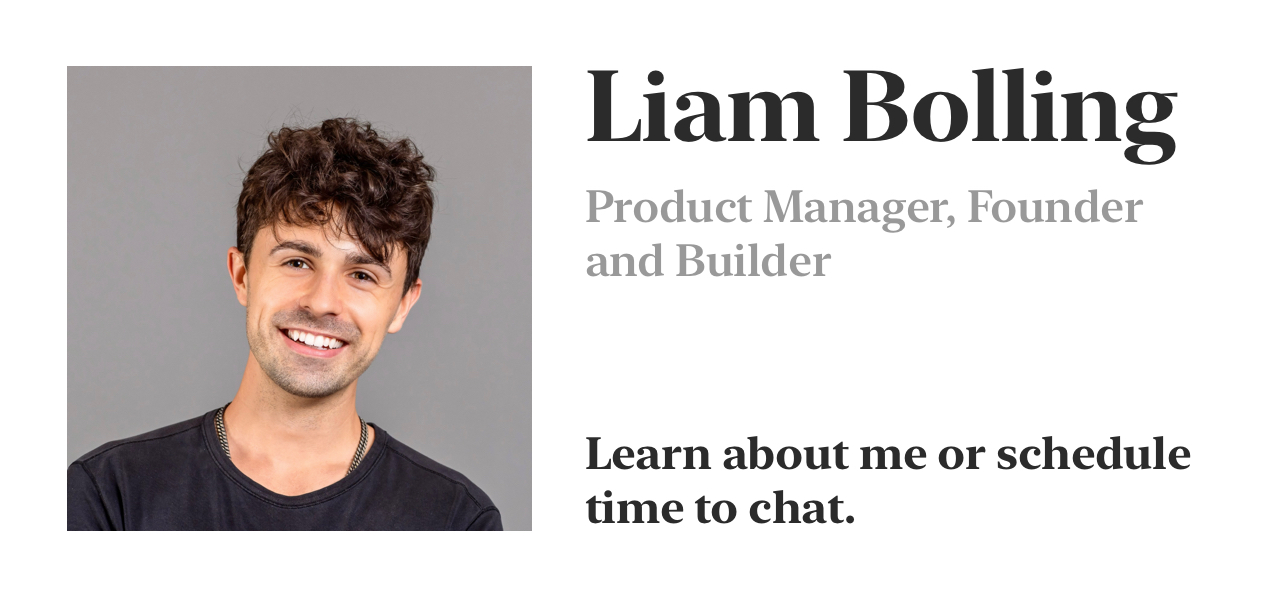 Liam Bolling
Product Manager, Founder
and Builder
Learn about me or schedule
time to chat.